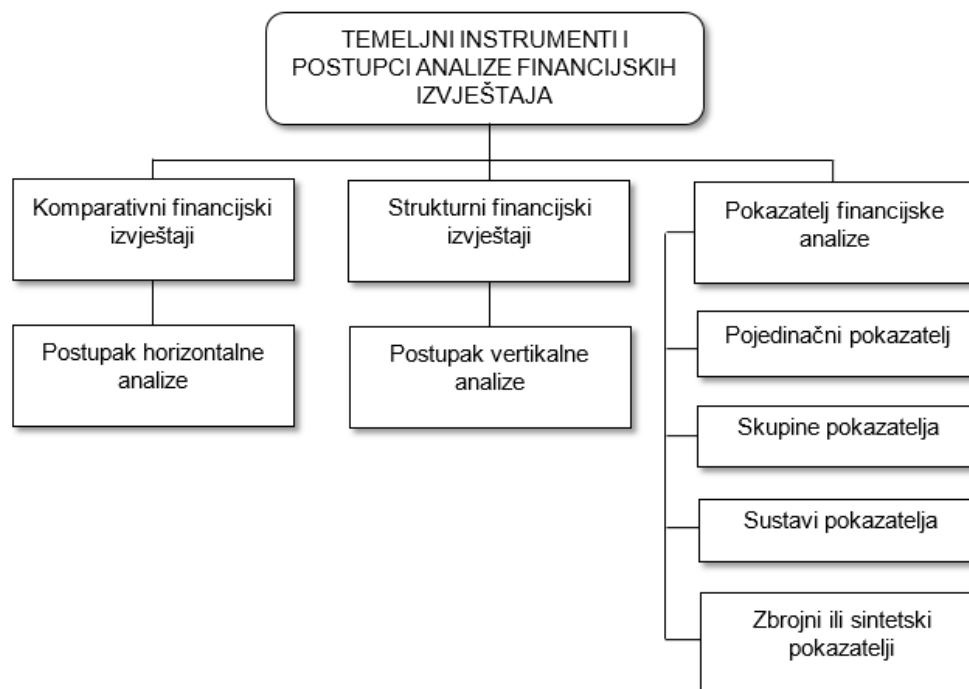 TEMELJNI INSTRUMENTI I
POSTUPCI ANALIZE FINANCIJSKIH
IZVJEŠTAJA
Komparativni financijski
izvještaji
Strukturni financijski
izvještaji
Pokazatelj financijske
analize
Postupak horizontalne
analize
Postupak vertikalne
analize
Pojedinačni pokazatelj
Skupine pokazatelja
Sustavi pokazatelja
Zbrojni ili sintetski
pokazatelji